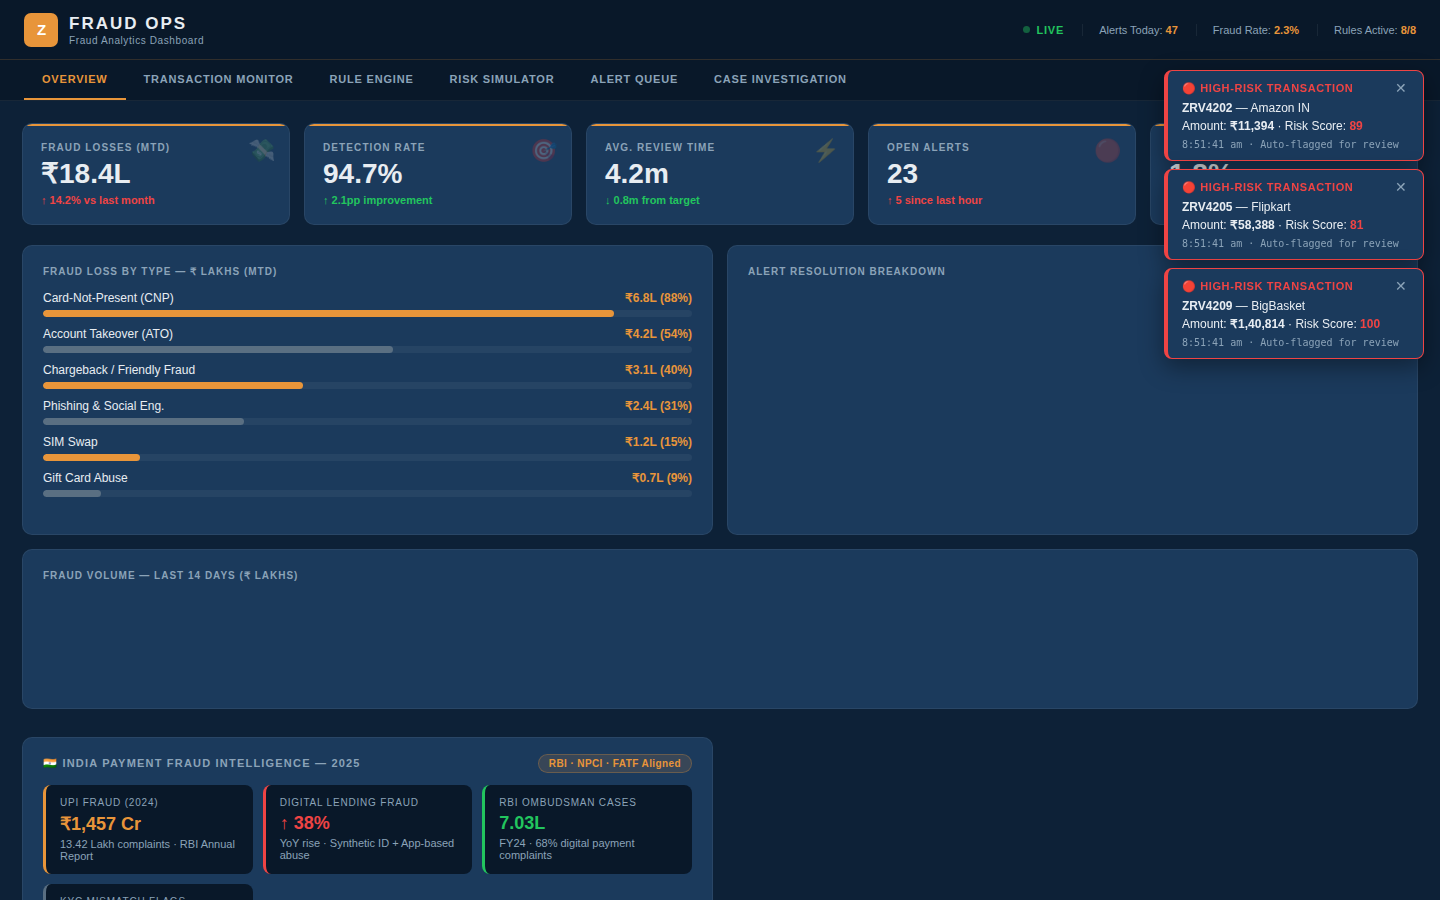 Z
FRAUD OPS
Fraud Analytics Dashboard
LIVE
Alerts Today: 47
Fraud Rate: 2.3%
Rules Active: 8/8
OVERVIEW
TRANSACTION MONITOR
RULE ENGINE
RISK SIMULATOR
ALERT QUEUE
CASE INVESTIGATION
FRAUD LOSSES (MTD)
₹18.4L
↑ 14.2% vs last month
DETECTION RATE
94.7%
↑ 2.1pp improvement
AVG. REVIEW TIME
4.2m
↓ 0.8m from target
OPEN ALERTS
23
↑ 5 since last hour
HIGH-RISK TRANSACTION ✕
ZRV4202 — Amazon IN
Amount: ₹11,394 · Risk Score: 89
8:51:41 am · Auto-flagged for review
HIGH-RISK TRANSACTION ✕
ZRV4205 — Flipkart
Amount: ₹58,388 · Risk Score: 81
8:51:41 am · Auto-flagged for review
HIGH-RISK TRANSACTION ✕
ZRV4209 — BigBasket
Amount: ₹1,40,814 · Risk Score: 100
8:51:41 am · Auto-flagged for review
FRAUD LOSS BY TYPE — ₹ LAKHS (MTD)
Card-Not-Present (CNP) ₹6.8L (88%)
Account Takeover (ATO) ₹4.2L (54%)
Chargeback / Friendly Fraud ₹3.1L (40%)
Phishing & Social Eng. ₹2.4L (31%)
SIM Swap ₹1.2L (15%)
Gift Card Abuse ₹0.7L (9%)
ALERT RESOLUTION BREAKDOWN
FRAUD VOLUME — LAST 14 DAYS (₹ LAKHS)
🇮🇳 INDIA PAYMENT FRAUD INTELLIGENCE — 2025
RBI · NPCI · FATF Aligned
UPI FRAUD (2024)
₹1,457 Cr
13.42 Lakh complaints · RBI Annual
Report
DIGITAL LENDING FRAUD
↑ 38%
YoY rise · Synthetic ID + App-based
abuse
RBI OMBUDSMAN CASES
7.03L
FY24 · 68% digital payment
complaints
KYC MISMATCH FLAGS